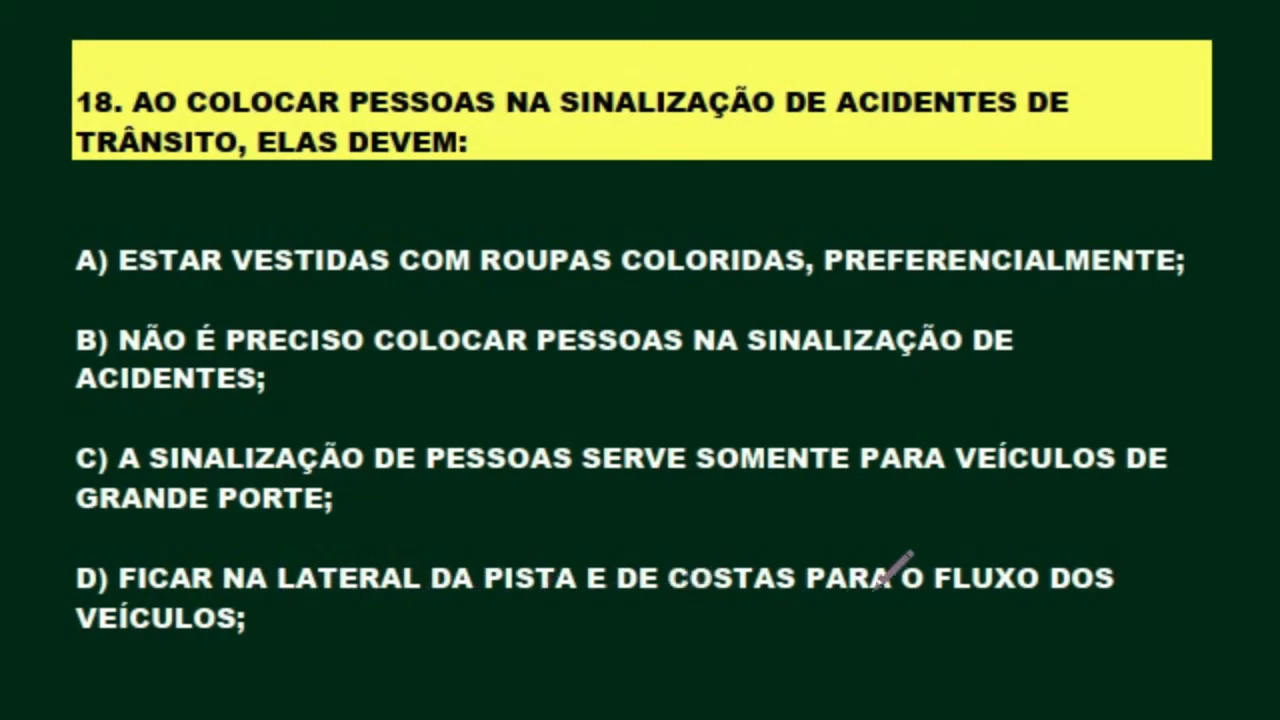 18. AO COLOCAR PESSOAS NA SINALIZAÇÃO DE ACIDENTES DE
TRÂNSITO, ELAS DEVEM:
A) ESTAR VESTIDAS COM ROUPAS COLORIDAS, PREFERENCIALMENTE;
B) NÃO É PRECISO COLOCAR PESSOAS NA SINALIZAÇÃO DE
ACIDENTES;
C) A SINALIZAÇÃO DE PESSOAS SERVE SOMENTE PARA VEÍCULOS DE
GRANDE PORTE;
D) FICAR NA LATERAL DA PISTA E DE COSTAS PARA O FLUXO DOS
VEÍCULOS;